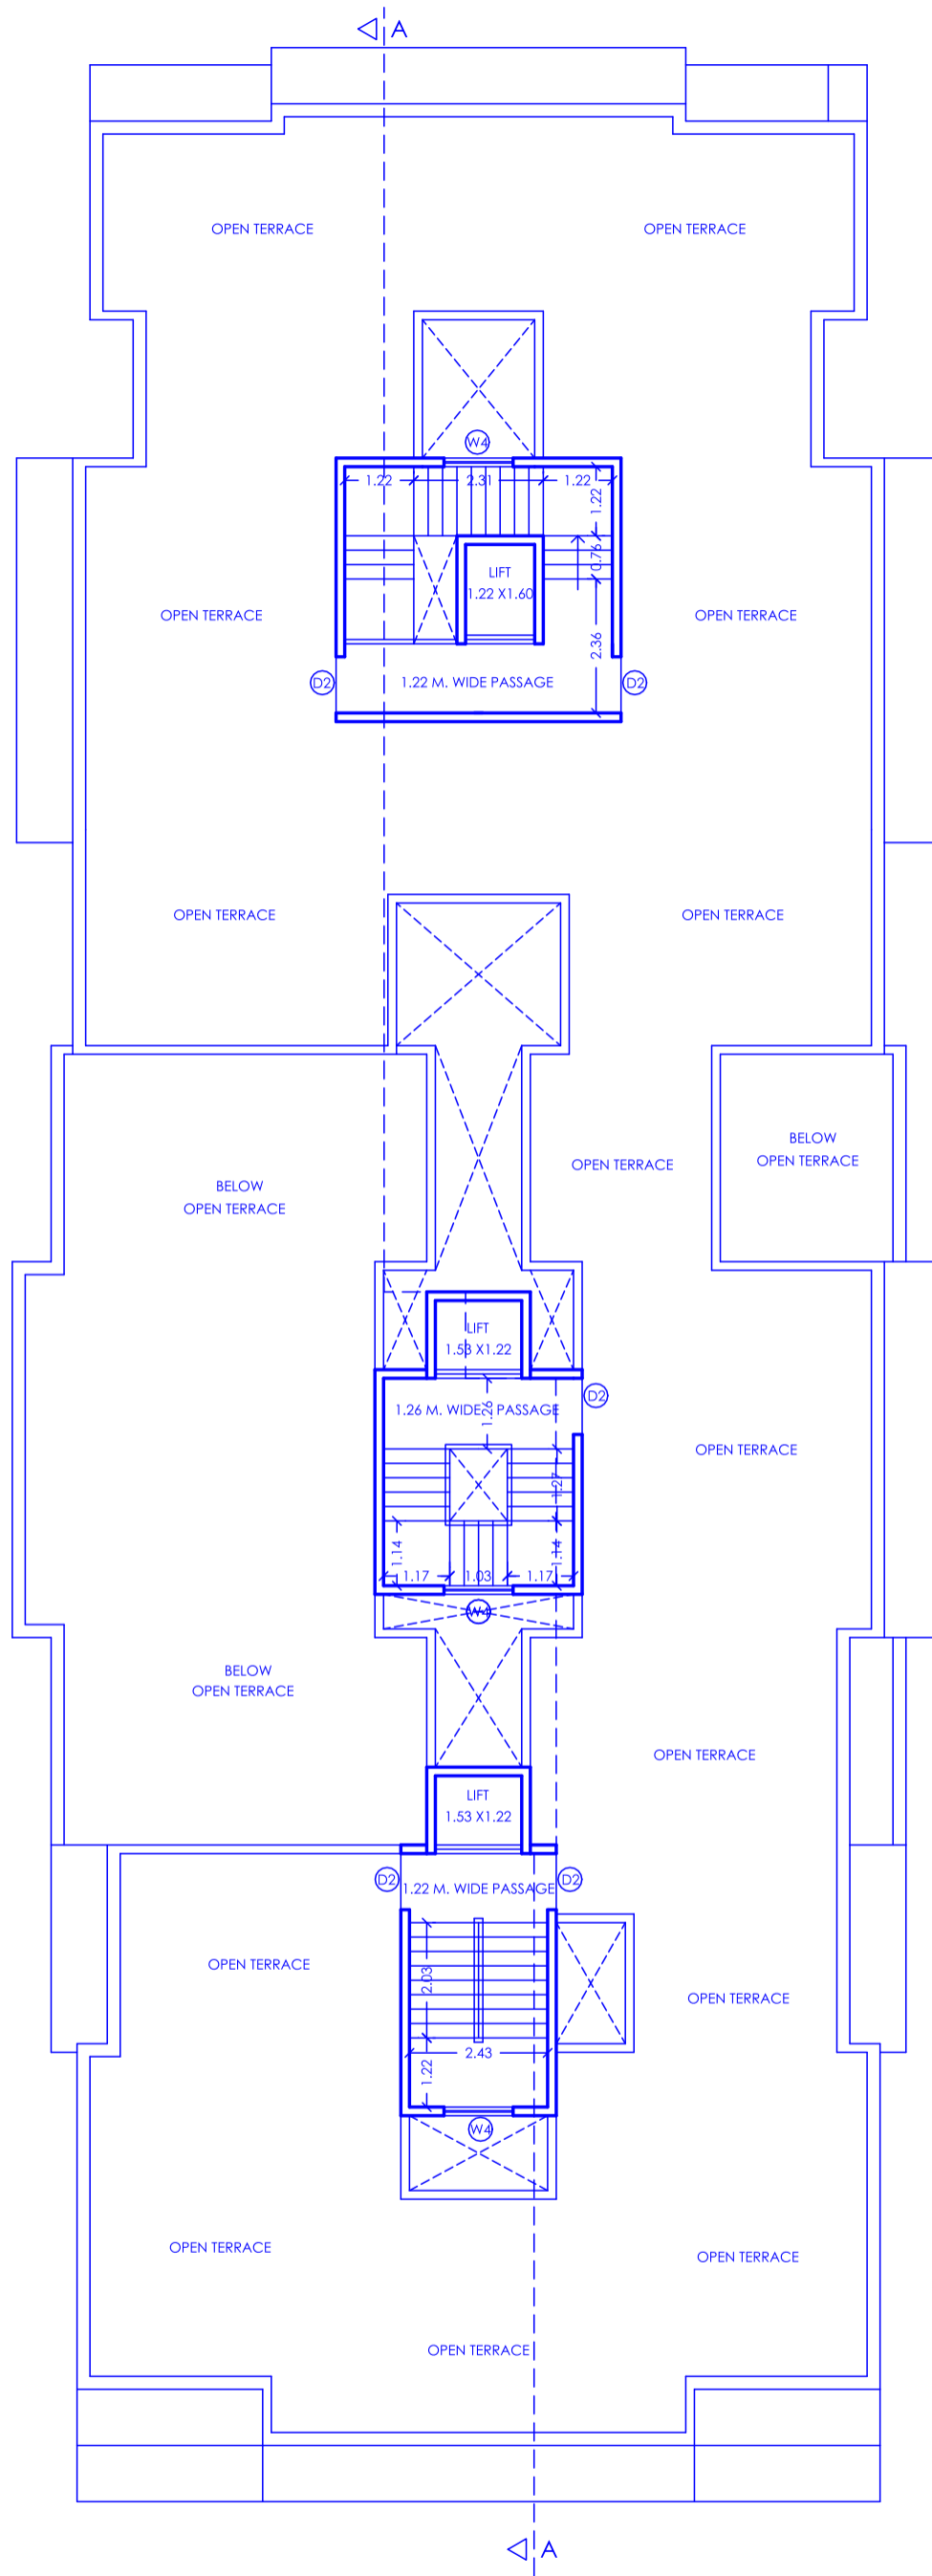 A
OPEN TERRACE
OPEN TERRACE
W4
1.22
2.31
1.22
1.22
0.76
LIFT
1.22 X1.60
OPEN TERRACE
OPEN TERRACE
2.36
D2
1.22 M. WIDE PASSAGE
D2
OPEN TERRACE
OPEN TERRACE
BELOW
OPEN TERRACE
OPEN TERRACE
BELOW
OPEN TERRACE
LIFT
1.53 X1.22
D2
1.26 M. WIDE PASSAGE
1.26
OPEN TERRACE
1.27
1.14
1.14
1.17
1.03
1.17
W4
BELOW
OPEN TERRACE
OPEN TERRACE
LIFT
1.53 X1.22
D2
1.22 M. WIDE PASSAGE
D2
OPEN TERRACE
2.03
OPEN TERRACE
2.43
1.22
W4
OPEN TERRACE
OPEN TERRACE
OPEN TERRACE
A